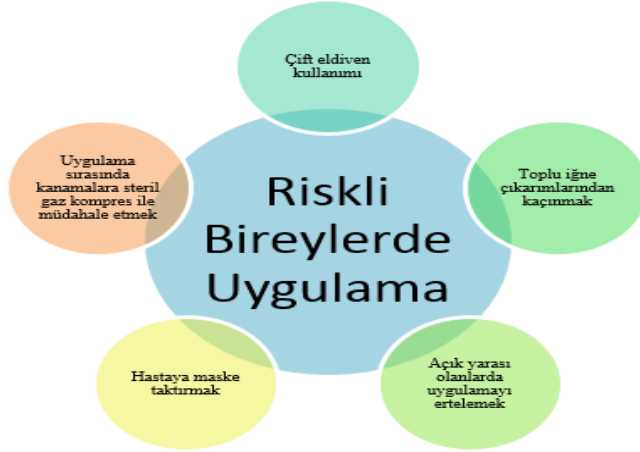 Çift eldiven
kullanımı
Uygulama
sırasında
kanamalara steril
gaz kompres ile
müdahale etmek
Toplu iğne
çıkarımlarından
kaçınmak
Riskli
Bireylerde
Uygulama
Hastaya maske
taktırmak
Açık yarası
olanlarda
uygulamayı
ertelemek